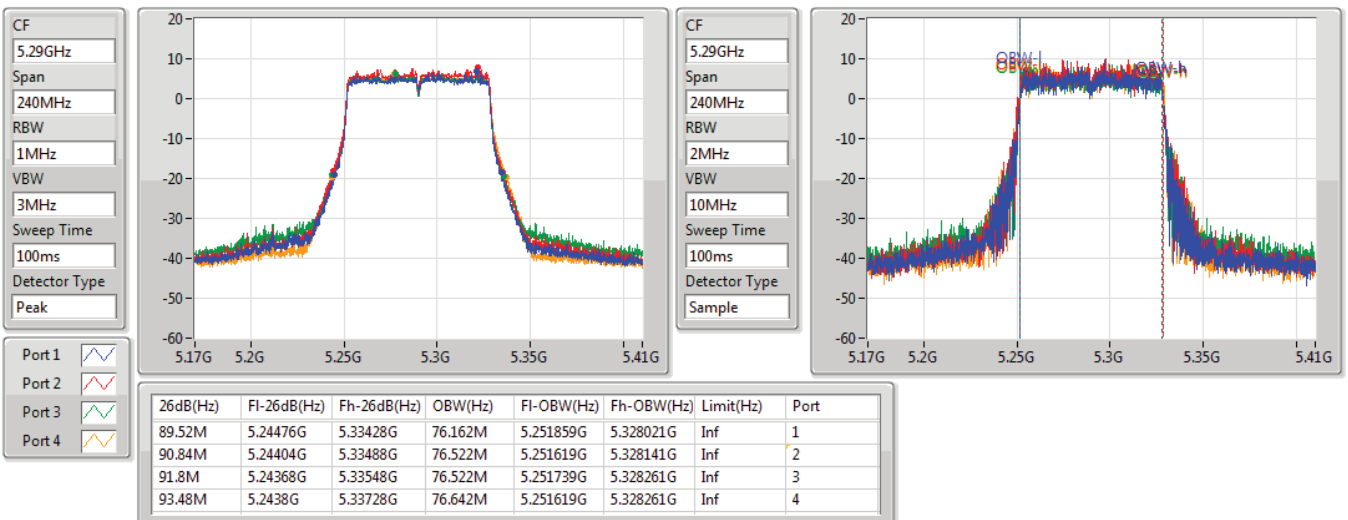 CF
5.29GHz
Span
240MHz
RBW
1MHz
VBW
3MHz
Sweep Time
100ms
Detector Type
Peak
20
10
0
-10
-20
-30
-40
-50
-60
5.17G 5.2G 5.25G 5.3G 5.35G 5.41G
CF
5.29GHz
Span
240MHz
RBW
2MHz
VBW
10MHz
Sweep Time
100ms
Detector Type
Sample
20
10
0
-10
-20
-30
-40
-50
-60
OBW-l
OBW-h
5.17G 5.2G 5.25G 5.3G 5.35G 5.41G
Port 1
Port 2
Port 3
Port 4
26dB(Hz) Fl-26dB(Hz) Fh-26dB(Hz) OBW(Hz) Fl-OBW(Hz) Fh-OBW(Hz) Limit(Hz) Port
89.52M 5.24476G 5.33428G 76.162M 5.251859G 5.328021G Inf 1
90.84M 5.24404G 5.33488G 76.522M 5.251619G 5.328141G Inf 2
91.8M 5.24368G 5.33548G 76.522M 5.251739G 5.328261G Inf 3
93.48M 5.2438G 5.33728G 76.642M 5.251619G 5.328261G Inf 4